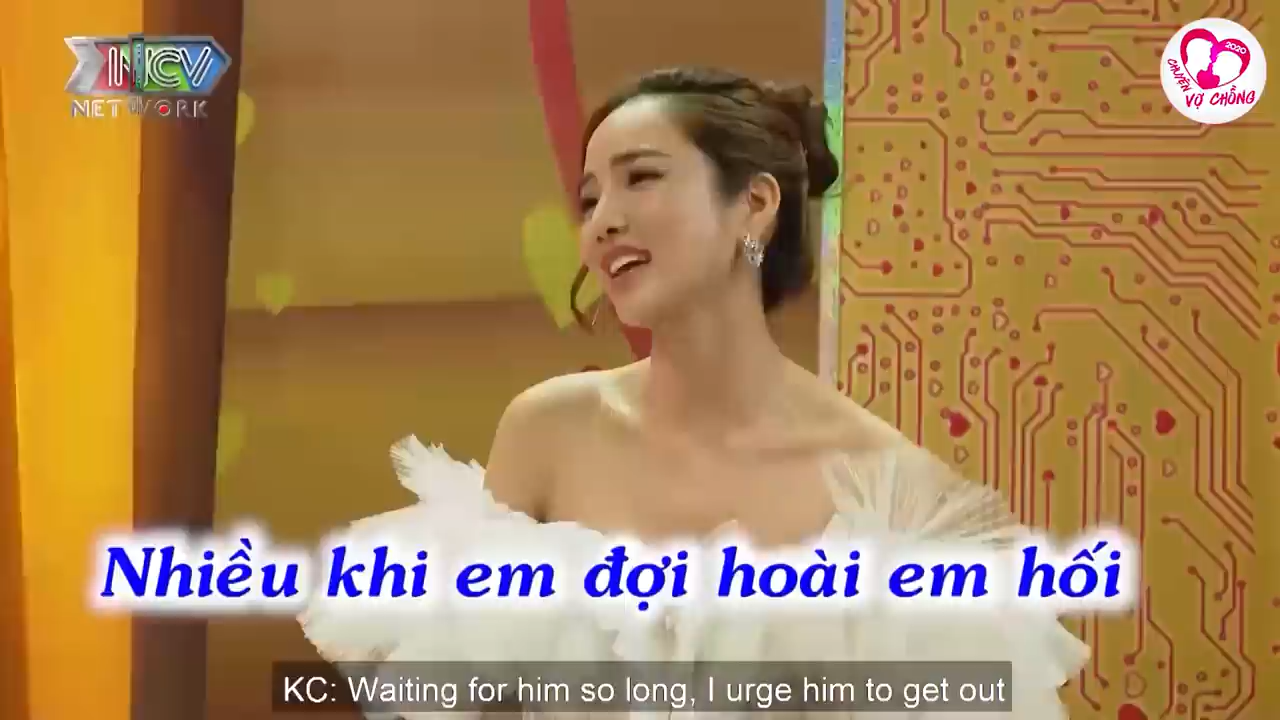 MCV
NETWORK
2020
CHUYỆN
VỢ CHỒNG
Nhiều khi em đợi hoài em hối
KC: Waiting for him so long, I urge him to get out